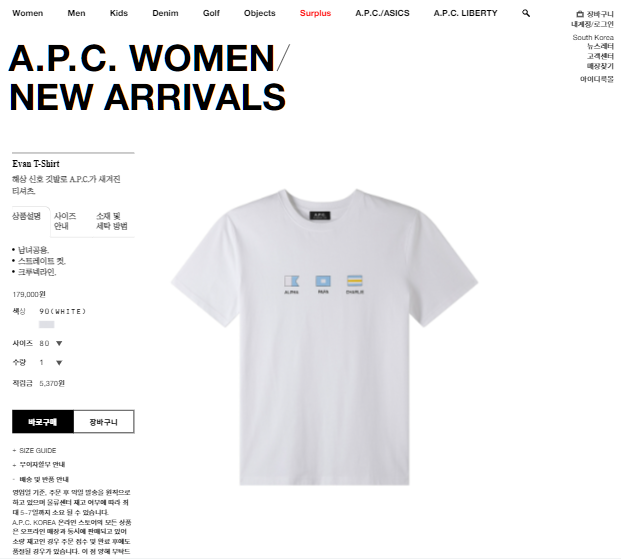 Women Men Kids Denim Golf Objects Surplus A.P.C./ASICS A.P.C. LIBERTY
장바구니
내계정/로그인
South Korea
뉴스레터
고객센터
매장찾기
아이디룩몰
A.P.C. WOMEN/
NEW ARRIVALS
Evan T-Shirt
해상 신호 깃발로 A.P.C.가 새겨진
티셔츠.
상품설명 사이즈 안내 소재 및 세탁 방법
• 남녀공용.
• 스트레이트 컷.
• 크루넥라인.
179,000원
색상 90(WHITE)
사이즈 80 ▼
수량 1 ▼
적립금 5,370원
바로구매 장바구니
+ SIZE GUIDE
+ 무이자할부 안내
- 배송 및 반품 안내
영업일 기준, 주문 후 익일 발송을 원칙으로
하고 있으며 물류센터 재고 여부에 따라 최
대 5-7일까지 소요 될 수 있습니다.
A.P.C. KOREA 온라인 스토어의 모든 상품
은 오프라인 매장과 동시에 판매되고 있어
소량 재고인 경우 주문 접수 및 완료 후에도
품절될 경우가 있습니다. 이 점 양해 부탁드
A.P.C.
ALPHA PAPA CHARLIE